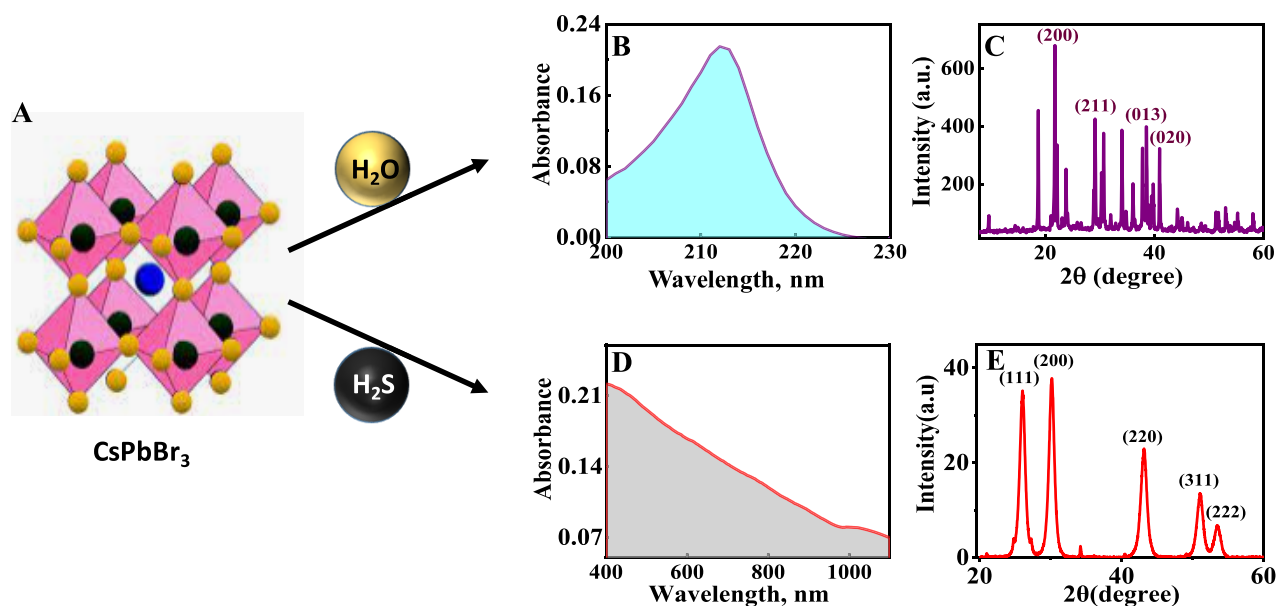 A
H₂O
H₂S
CsPbBr₃
B
Absorbance
0.24
0.16
0.08
0.00
200 210 220 230
Wavelength, nm
C
Intensity (a.u.)
600
400
200
(200)
(211)
(013)
(020)
20 40 60
2θ (degree)
D
Absorbance
0.21
0.14
0.07
400 600 800 1000
Wavelength, nm
E
Intensity(a.u)
40
20
0
(111)
(200)
(220)
(311)
(222)
20 40 60
2θ(degree)